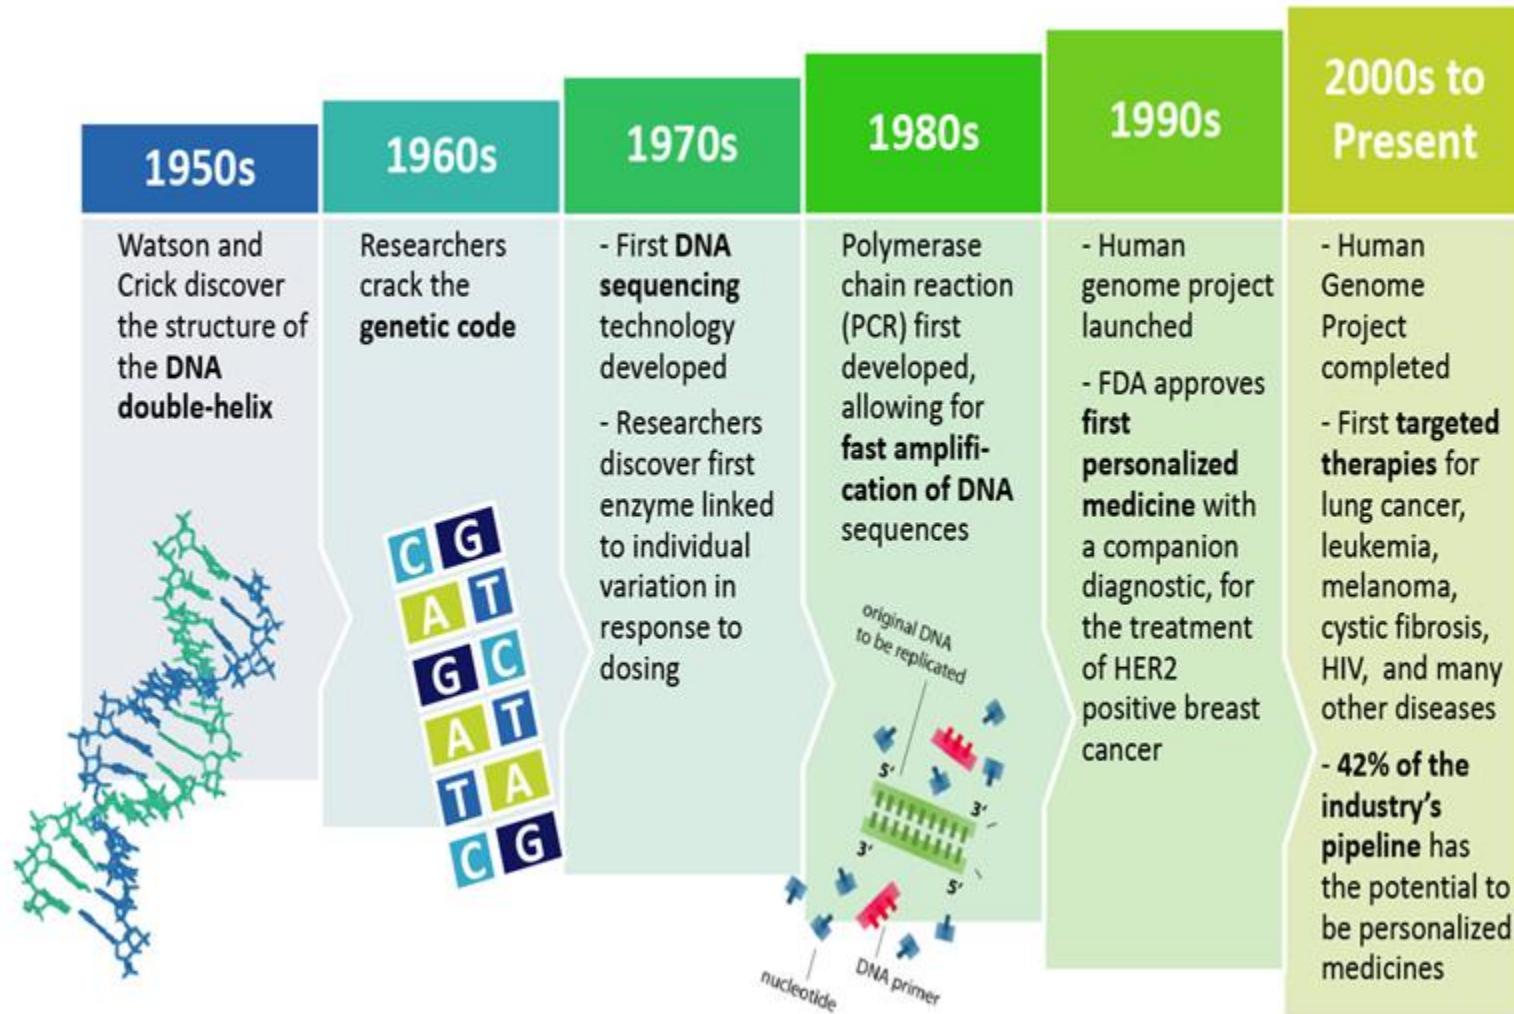 1950s
Watson and
Crick discover
the structure of
the DNA
double-helix
1960s
Researchers
crack the
genetic code
C G
A T
G C
A T
T A
C G
1970s
- First DNA
sequencing
technology
developed
- Researchers
discover first
enzyme linked
to individual
variation in
response to
dosing
1980s
Polymerase
chain reaction
(PCR) first
developed,
allowing for
fast amplifi-
cation of DNA
sequences
original DNA
to be replicated
5'
3'
3'
5'
nucleotide
DNA primer
1990s
- Human
genome project
launched
- FDA approves
first
personalized
medicine with
a companion
diagnostic, for
the treatment
of HER2
positive breast
cancer
2000s to
Present
- Human
Genome
Project
completed
- First targeted
therapies for
lung cancer,
leukemia,
melanoma,
cystic fibrosis,
HIV, and many
other diseases
- 42% of the
industry's
pipeline has
the potential to
be personalized
medicines